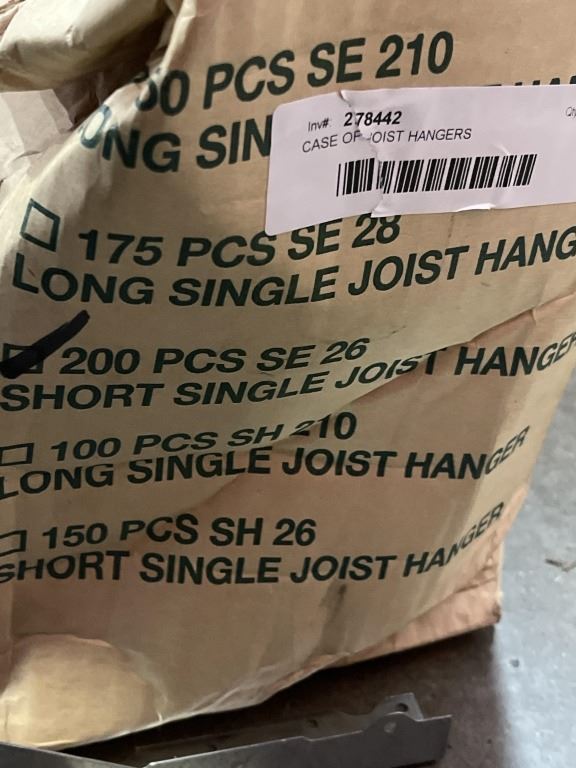 PCS SE 210
Inv#: 278442
CASE OF JOIST HANGERS
175 PCS SE 28
LONG SINGLE JOIST HANG
200 PCS SE 26
SHORT SINGLE JOIST HANGER
100 PCS SH 210
LONG SINGLE JOIST HANGER
150 PCS SH 26
SHORT SINGLE JOIST HANGER